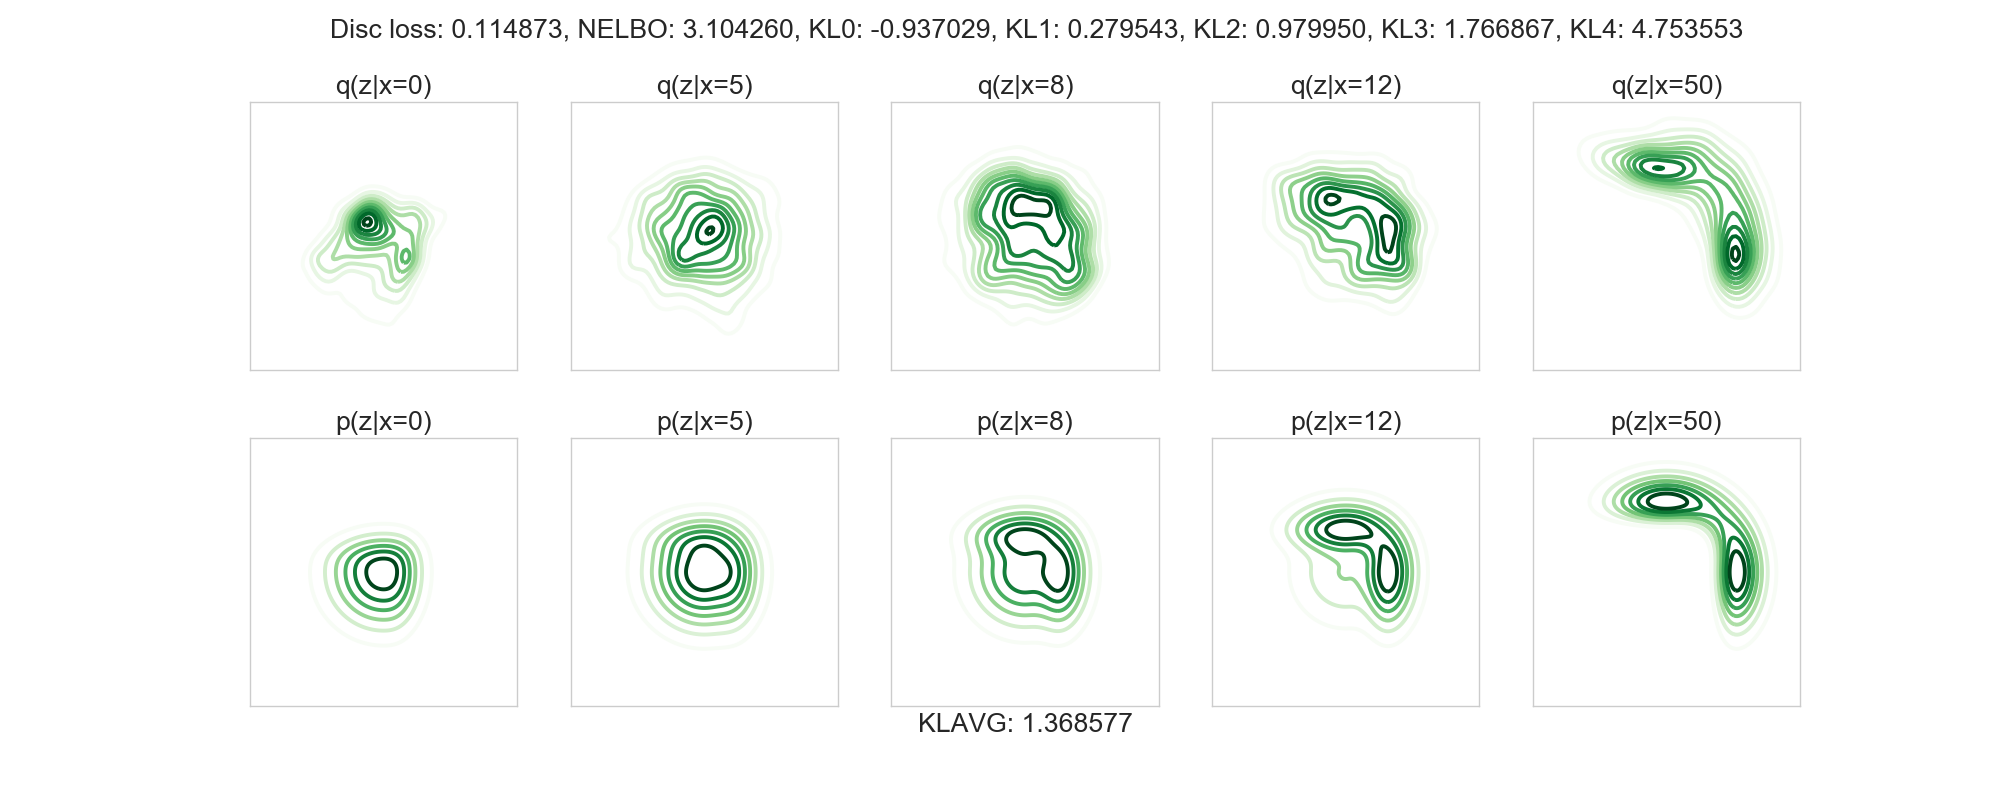 Disc loss: 0.114873, NELBO: 3.104260, KL0: -0.937029, KL1: 0.279543, KL2: 0.979950, KL3: 1.766867, KL4: 4.753553
q(z|x=0) q(z|x=5) q(z|x=8) q(z|x=12) q(z|x=50)
p(z|x=0) p(z|x=5) p(z|x=8) p(z|x=12) p(z|x=50)
KLAVG: 1.368577